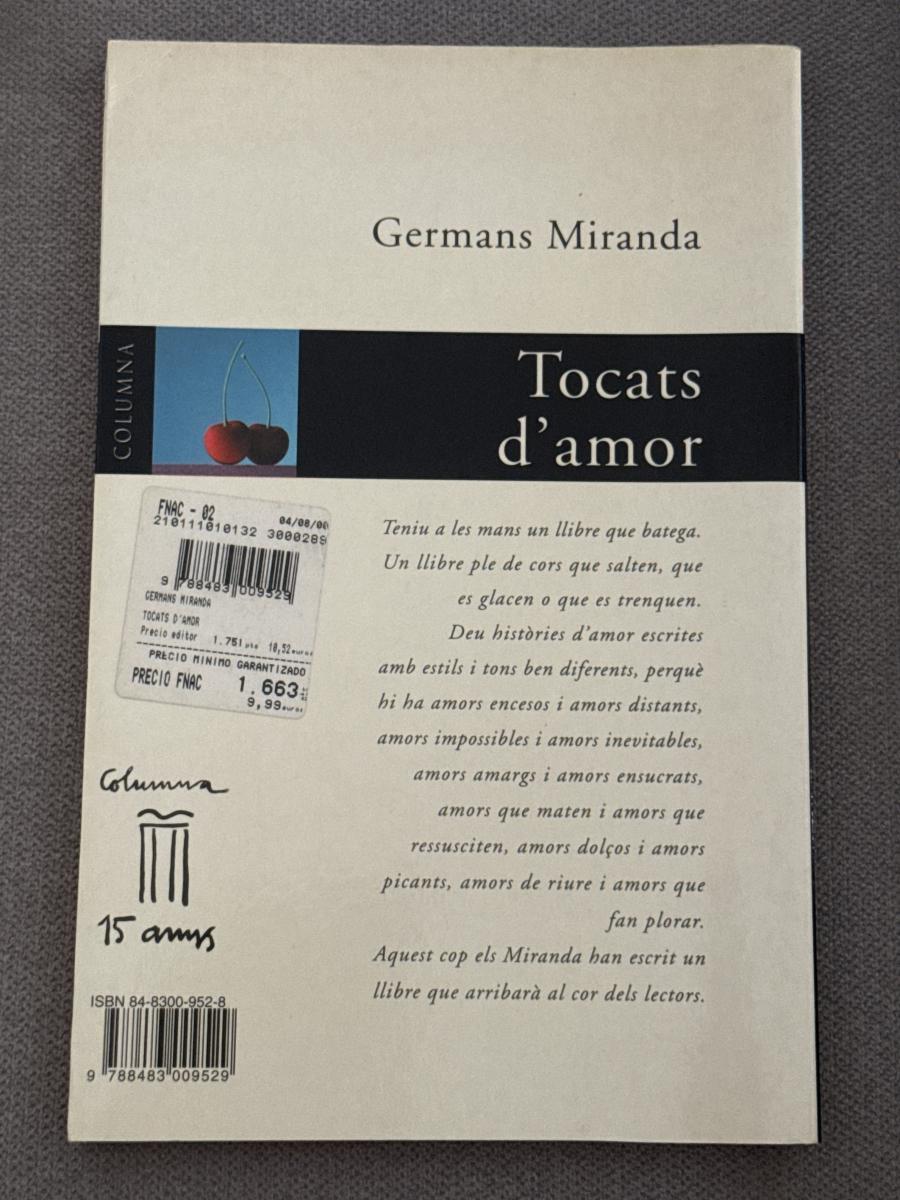 Germans Miranda
COLUMNA
Tocats
d'amor
FNAC - 02
04/08/00
210111010132 3000289
9 788483 009529
GERMANS MIRANDA
TOCATS D'AMOR
Precio editor 1.751 pts 10,52 euros
PRECIO MINIMO GARANTIZADO
PRECIO FNAC 1.663
9,99 euros
Teniu a les mans un llibre que batega.
Un llibre ple de cors que salten, que
es glacen o que es trenquen.
Deu històries d'amor escrites
amb estils i tons ben diferents, perquè
hi ha amors encesos i amors distants,
amors impossibles i amors inevitables,
amors amargs i amors ensucrats,
amors que maten i amors que
ressusciten, amors dolços i amors
picants, amors de riure i amors que
fan plorar.
Aquest cop els Miranda han escrit un
llibre que arribarà al cor dels lectors.
Columna
15 anys
ISBN 84-8300-952-8
9 788483 009529